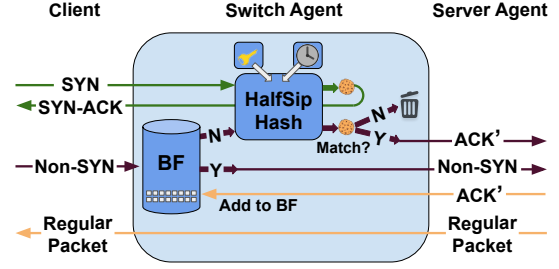 Client Switch Agent Server Agent
SYN
SYN-ACK
HalfSip
Hash
N
Y
Match?
ACK'
Non-SYN
BF
N
Y
Non-SYN
Add to BF
ACK'
Regular
Packet
Regular
Packet